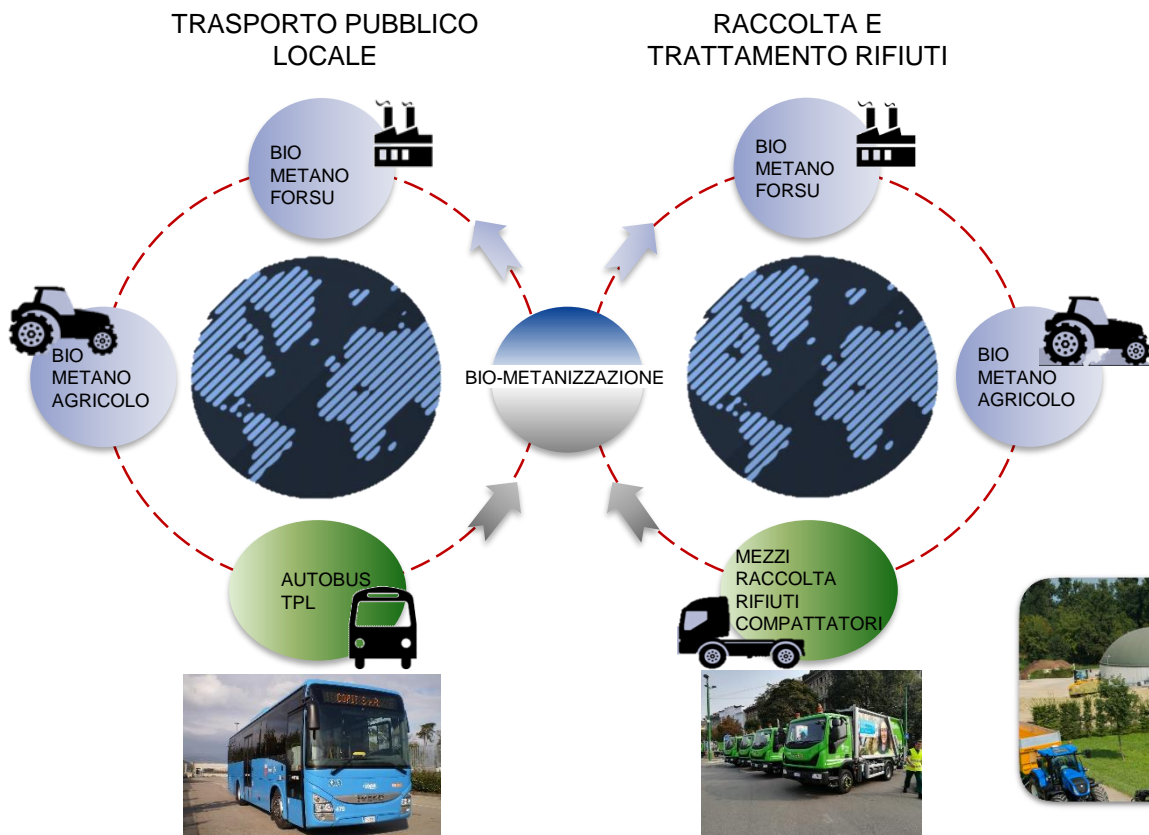 TRASPORTO PUBBLICO
LOCALE
RACCOLTA E
TRATTAMENTO RIFIUTI
BIO
METANO
FORSU
BIO
METANO
FORSU
BIO
METANO
AGRICOLO
BIO-METANIZZAZIONE
BIO
METANO
AGRICOLO
AUTOBUS
TPL
MEZZI
RACCOLTA
RIFIUTI
COMPATTATORI
IVECO